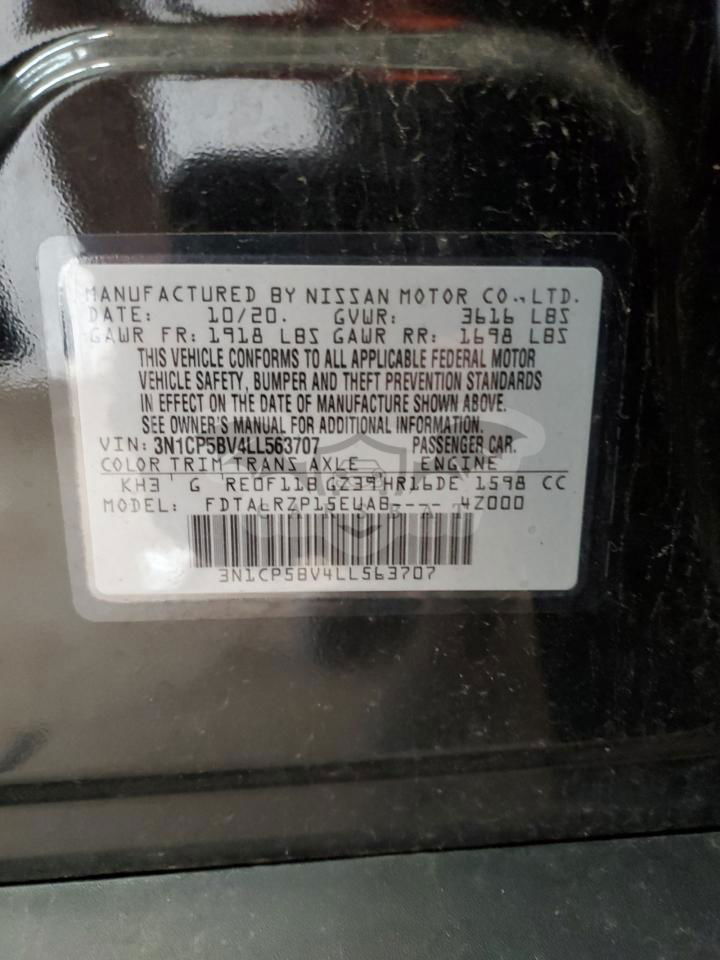 MANUFACTURED BY NISSAN MOTOR CO., LTD.
DATE: 10/20. GVWR: 3616 LBS
GAWR FR: 1918 LBS GAWR RR: 1698 LBS
THIS VEHICLE CONFORMS TO ALL APPLICABLE FEDERAL MOTOR
VEHICLE SAFETY, BUMPER AND THEFT PREVENTION STANDARDS
IN EFFECT ON THE DATE OF MANUFACTURE SHOWN ABOVE.
SEE OWNER'S MANUAL FOR ADDITIONAL INFORMATION.
VIN: 3N1CP5BV4LL563707 PASSENGER CAR.
COLOR TRIM TRANS AXLE ENGINE
KH3 G RE0F11B GZ39 HR16DE 1598 CC
MODEL: FDTALRZP15EUAB---- 4Z000
3N1CP5BV4LL563707